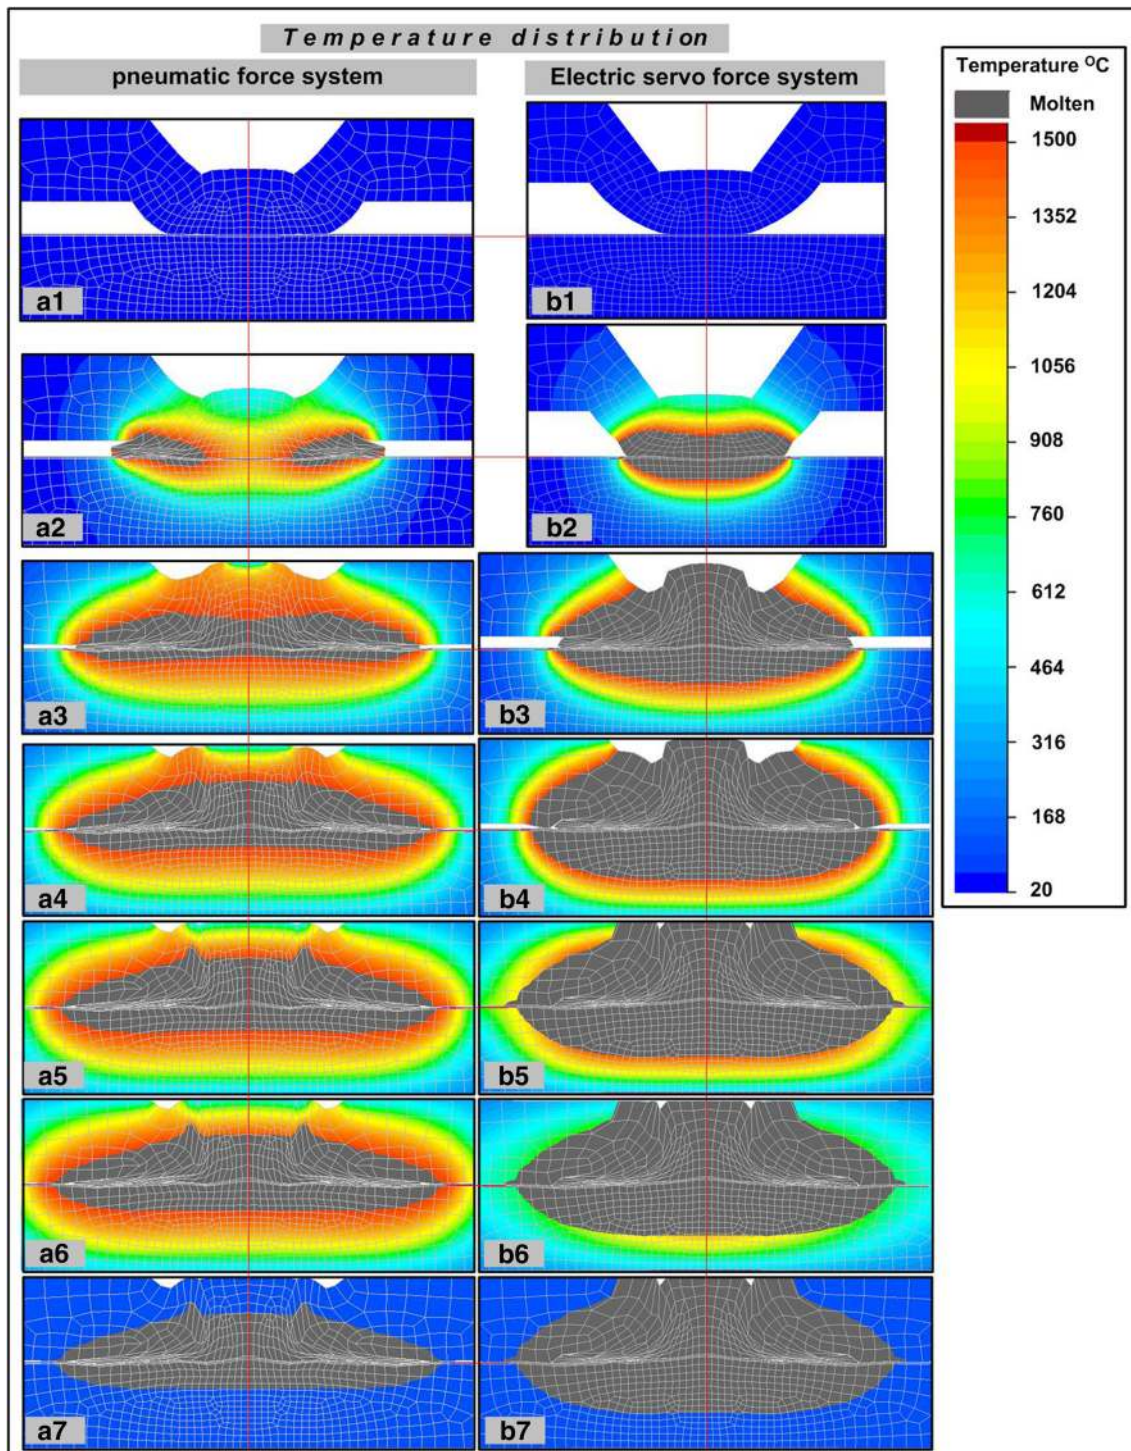 Temperature distribution
pneumatic force system
Electric servo force system
Temperature ºC
Molten
1500
1352
1204
1056
908
760
612
464
316
168
20
a1
b1
a2
b2
a3
b3
a4
b4
a5
b5
a6
b6
a7
b7